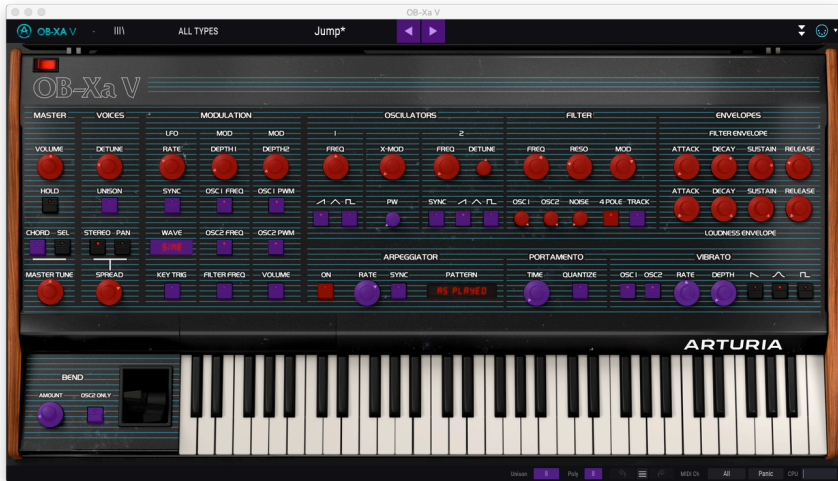 OB-Xa V
OB-XA V
ALL TYPES
Jump*
OB-Xa V
MASTER VOICES MODULATION OSCILLATORS FILTER ENVELOPES
LFO MOD MOD 1 2 FILTER ENVELOPE
VOLUME DETUNE RATE DEPTH1 DEPTH2 FREQ X-MOD FREQ DETUNE FREQ RESO MOD ATTACK DECAY SUSTAIN RELEASE
HOLD UNISON SYNC OSC1 FREQ OSC1 PWM PW SYNC OSC1 OSC2 NOISE 4 POLE TRACK ATTACK DECAY SUSTAIN RELEASE
LOUDNESS ENVELOPE
CHORD SEL STEREO PAN WAVE OSC2 FREQ OSC2 PWM
SINE
ARPEGGIATOR PORTAMENTO VIBRATO
MASTER TUNE SPREAD KEY TRIG FILTER FREQ VOLUME ON RATE SYNC PATTERN TIME QUANTIZE OSC1 OSC2 RATE DEPTH
AS PLAYED
ARTURIA
BEND
AMOUNT OSC2 ONLY
Unison 8 Poly 8 MIDI Ch All Panic CPU